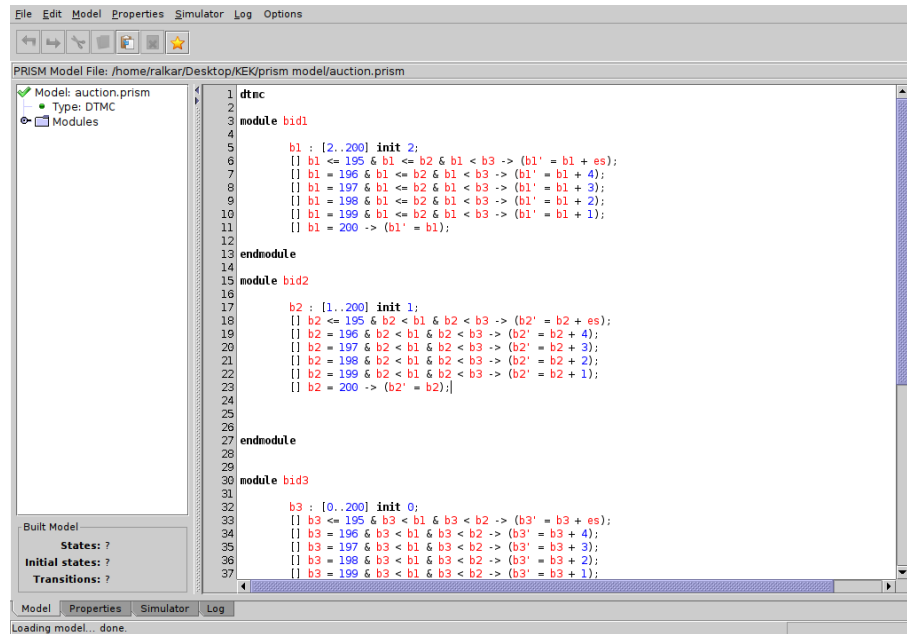 File Edit Model Properties Simulator Log Options
PRISM Model File: /home/ralkar/Desktop/KEK/prism model/auction.prism
Model: auction.prism
Type: DTMC
Modules
1 dtmc
2
3 module bid1
4
5 b1 : [2..200] init 2;
6 [] b1 <= 195 & b1 <= b2 & b1 < b3 -> (b1' = b1 + es);
7 [] b1 = 196 & b1 <= b2 & b1 < b3 -> (b1' = b1 + 4);
8 [] b1 = 197 & b1 <= b2 & b1 < b3 -> (b1' = b1 + 3);
9 [] b1 = 198 & b1 <= b2 & b1 < b3 -> (b1' = b1 + 2);
10 [] b1 = 199 & b1 <= b2 & b1 < b3 -> (b1' = b1 + 1);
11 [] b1 = 200 -> (b1' = b1);
12
13 endmodule
14
15 module bid2
16
17 b2 : [1..200] init 1;
18 [] b2 <= 195 & b2 < b1 & b2 < b3 -> (b2' = b2 + es);
19 [] b2 = 196 & b2 < b1 & b2 < b3 -> (b2' = b2 + 4);
20 [] b2 = 197 & b2 < b1 & b2 < b3 -> (b2' = b2 + 3);
21 [] b2 = 198 & b2 < b1 & b2 < b3 -> (b2' = b2 + 2);
22 [] b2 = 199 & b2 < b1 & b2 < b3 -> (b2' = b2 + 1);
23 [] b2 = 200 -> (b2' = b2);
24
25
26
27 endmodule
28
29
30 module bid3
31
32 b3 : [0..200] init 0;
33 [] b3 <= 195 & b3 < b1 & b3 < b2 -> (b3' = b3 + es);
34 [] b3 = 196 & b3 < b1 & b3 < b2 -> (b3' = b3 + 4);
35 [] b3 = 197 & b3 < b1 & b3 < b2 -> (b3' = b3 + 3);
36 [] b3 = 198 & b3 < b1 & b3 < b2 -> (b3' = b3 + 2);
37 [] b3 = 199 & b3 < b1 & b3 < b2 -> (b3' = b3 + 1);
Built Model
States: ?
Initial states: ?
Transitions: ?
Model Properties Simulator Log
Loading model... done.